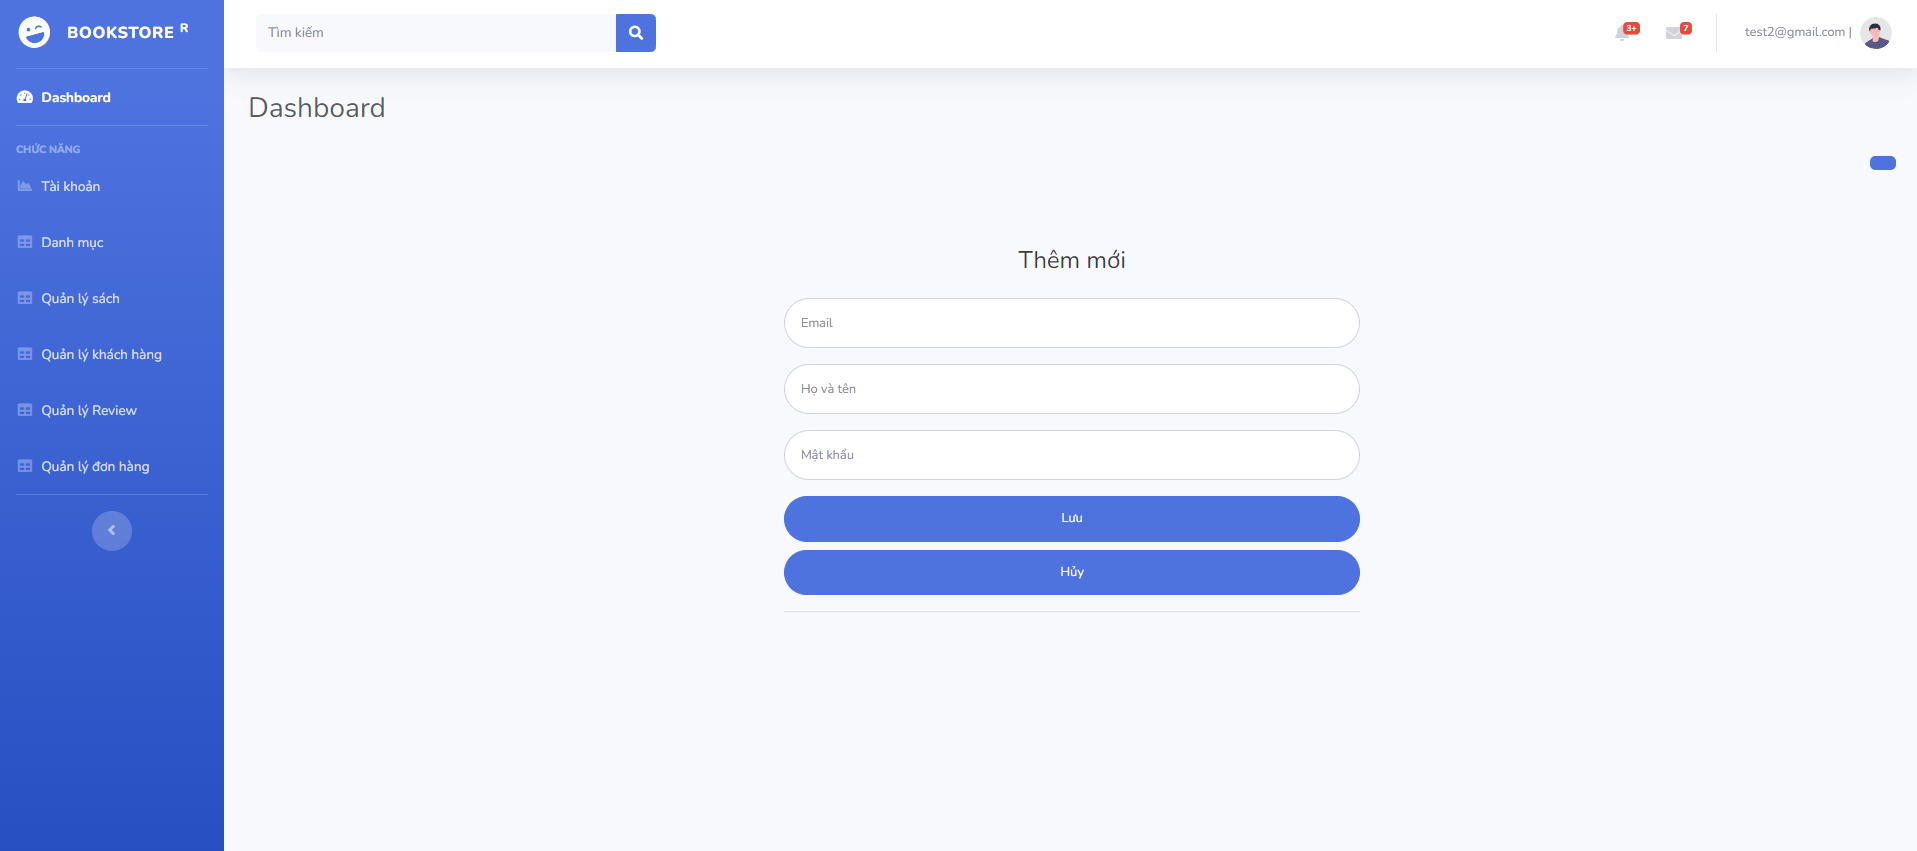 BOOKSTORE R
Dashboard
CHỨC NĂNG
Tài khoản
Danh mục
Quản lý sách
Quản lý khách hàng
Quản lý Review
Quản lý đơn hàng
Tìm kiếm
3+
7
test2@gmail.com |
Dashboard
Thêm mới
Email
Họ và tên
Mật khẩu
Lưu
Hủy